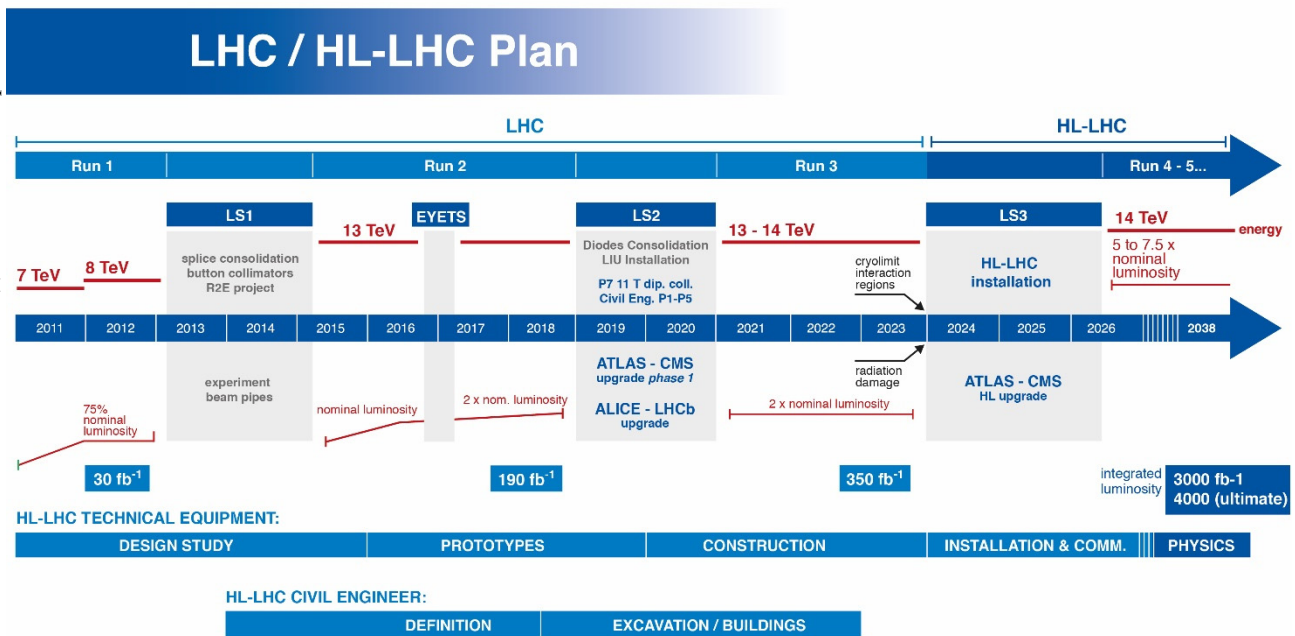 LHC / HL-LHC Plan
LHC
HL-LHC
Run 1
Run 2
Run 3
Run 4 - 5...
LS1
EYETS
LS2
LS3
13 TeV
13 - 14 TeV
14 TeV
energy
splice consolidation
button collimators
R2E project
Diodes Consolidation
LIU Installation
P7 11 T dip. coll.
Civil Eng. P1-P5
cryolimit
interaction
regions
HL-LHC
installation
5 to 7.5 x
nominal
luminosity
7 TeV
8 TeV
2011
2012
2013
2014
2015
2016
2017
2018
2019
2020
2021
2022
2023
2024
2025
2026
2038
75%
nominal
luminosity
experiment
beam pipes
nominal luminosity
2 x nom. luminosity
ATLAS - CMS
upgrade phase 1
ALICE - LHCb
upgrade
2 x nominal luminosity
radiation
damage
ATLAS - CMS
HL upgrade
30 fb⁻¹
190 fb⁻¹
350 fb⁻¹
integrated
luminosity
3000 fb-1
4000 (ultimate)
HL-LHC TECHNICAL EQUIPMENT:
DESIGN STUDY
PROTOTYPES
CONSTRUCTION
INSTALLATION & COMM.
PHYSICS
HL-LHC CIVIL ENGINEER:
DEFINITION
EXCAVATION / BUILDINGS